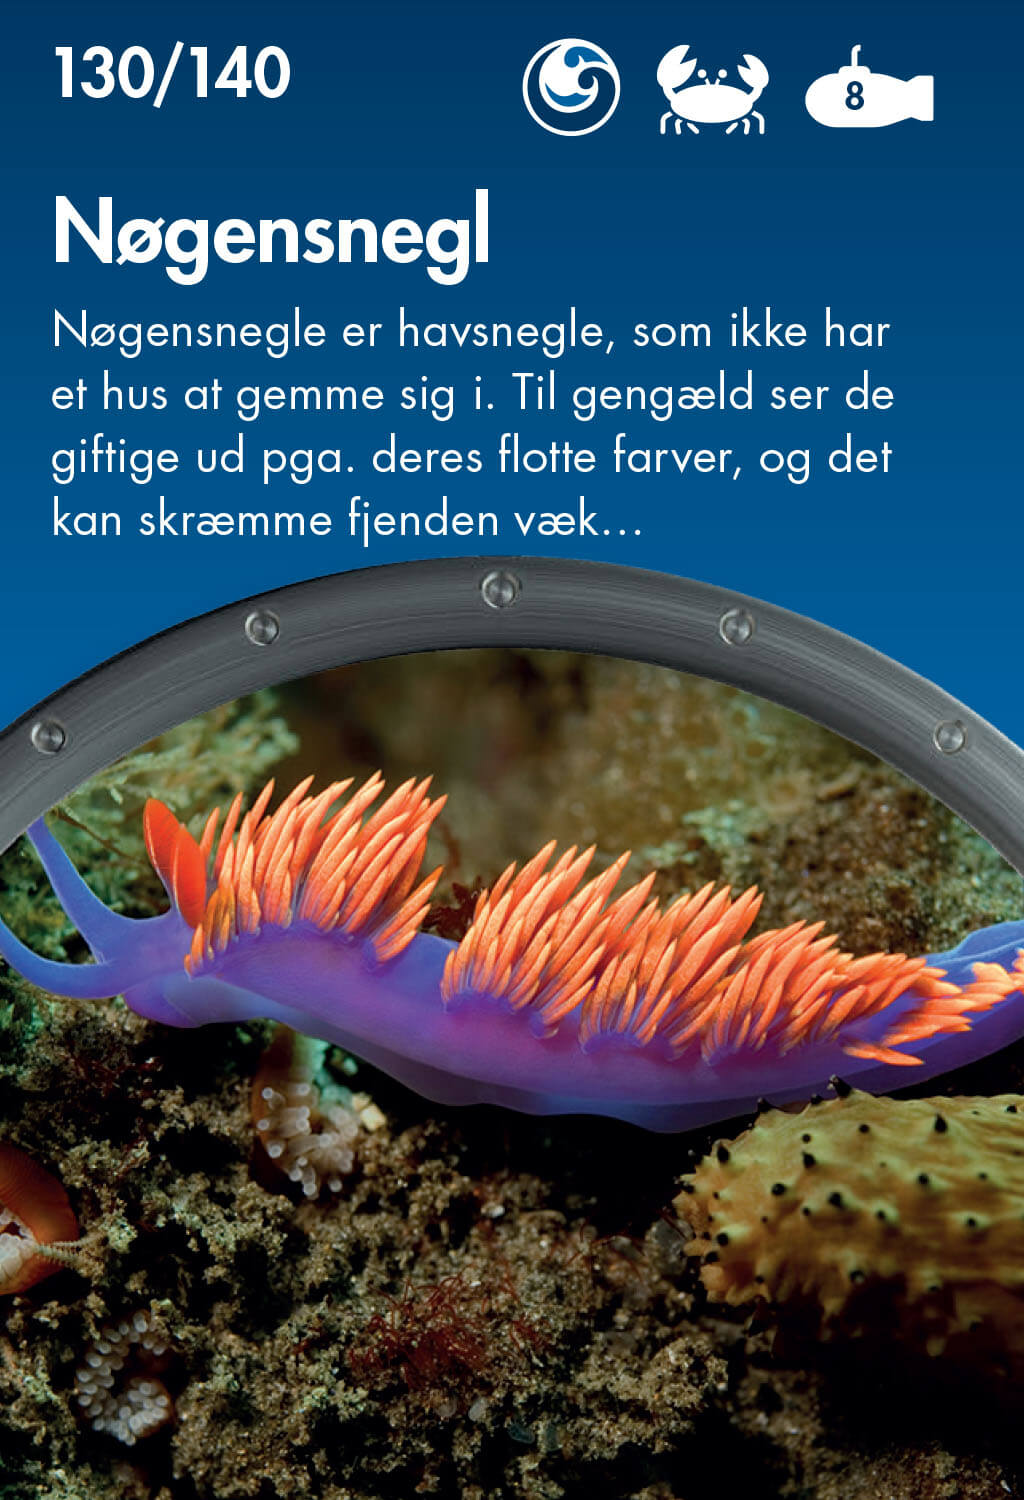 130/140
8
Nøgensnegl
Nøgensnegle er havsnegle, som ikke har
et hus at gemme sig i. Til gengæld ser de
giftige ud pga. deres flotte farver, og det
kan skræmme fjenden væk...